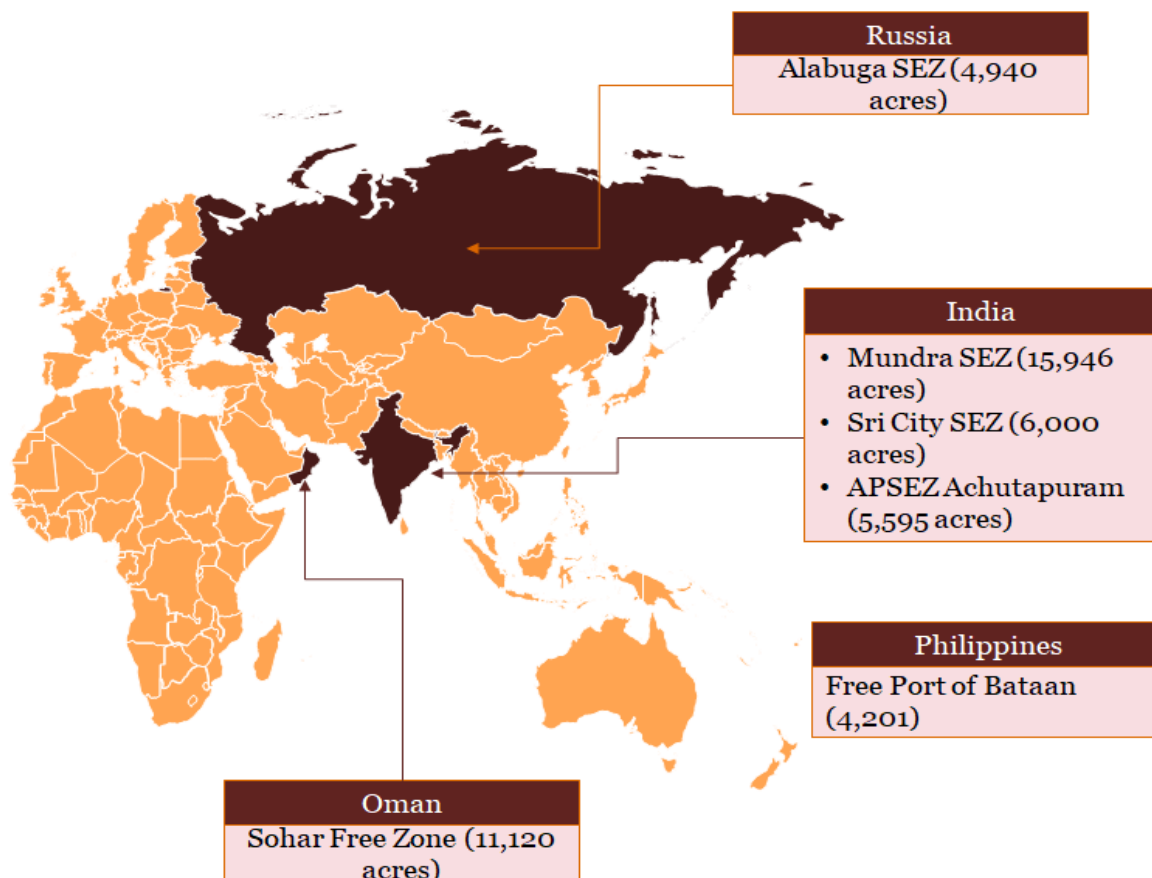 Russia
Alabuga SEZ (4,940
acres)
India
• Mundra SEZ (15,946
acres)
• Sri City SEZ (6,000
acres)
• APSEZ Achutapuram
(5,595 acres)
Philippines
Free Port of Bataan
(4,201)
Oman
Sohar Free Zone (11,120
acres)